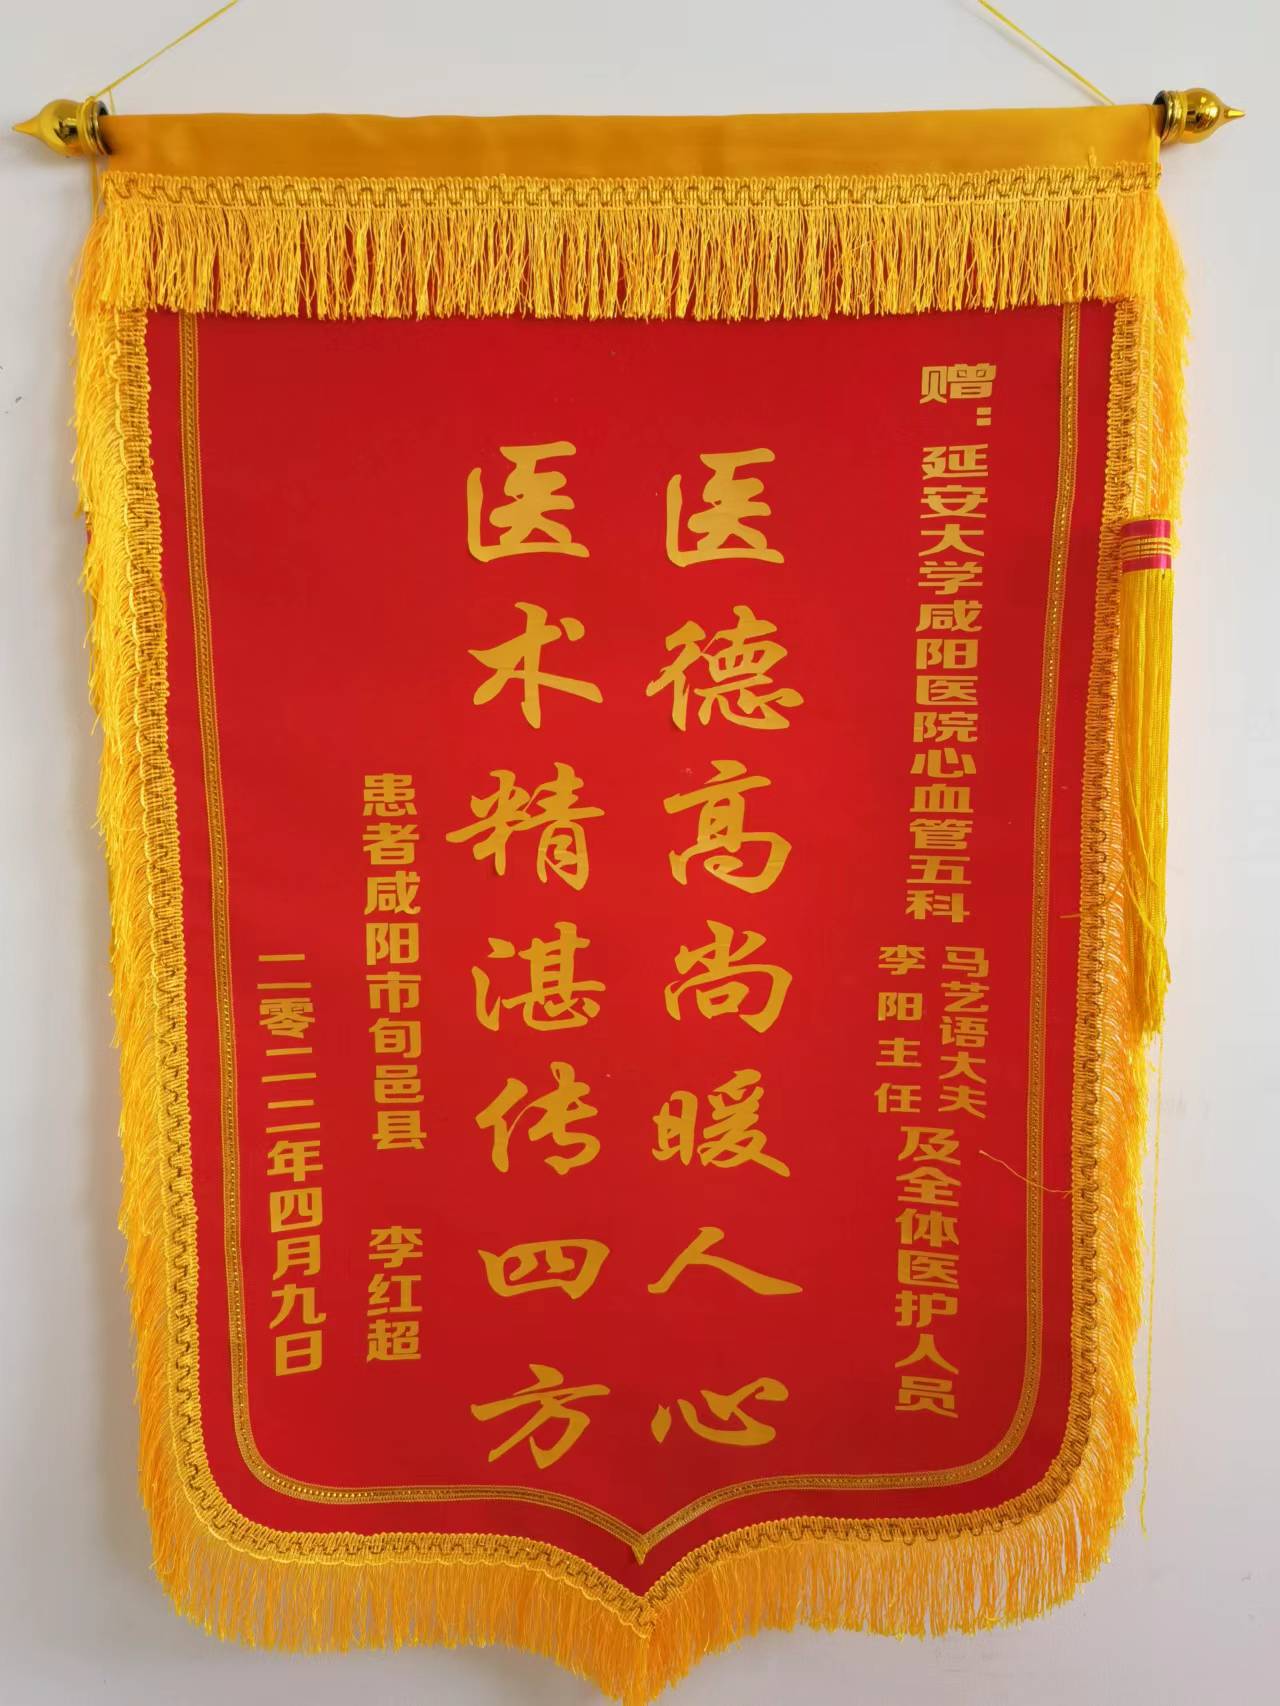 赠：延安大学咸阳医院心血管五科
马艺语大夫
李阳主任
及全体医护人员
医德高尚暖人心
医术精湛传四方
患者咸阳市旬邑县 李红超
二零二二年四月九日